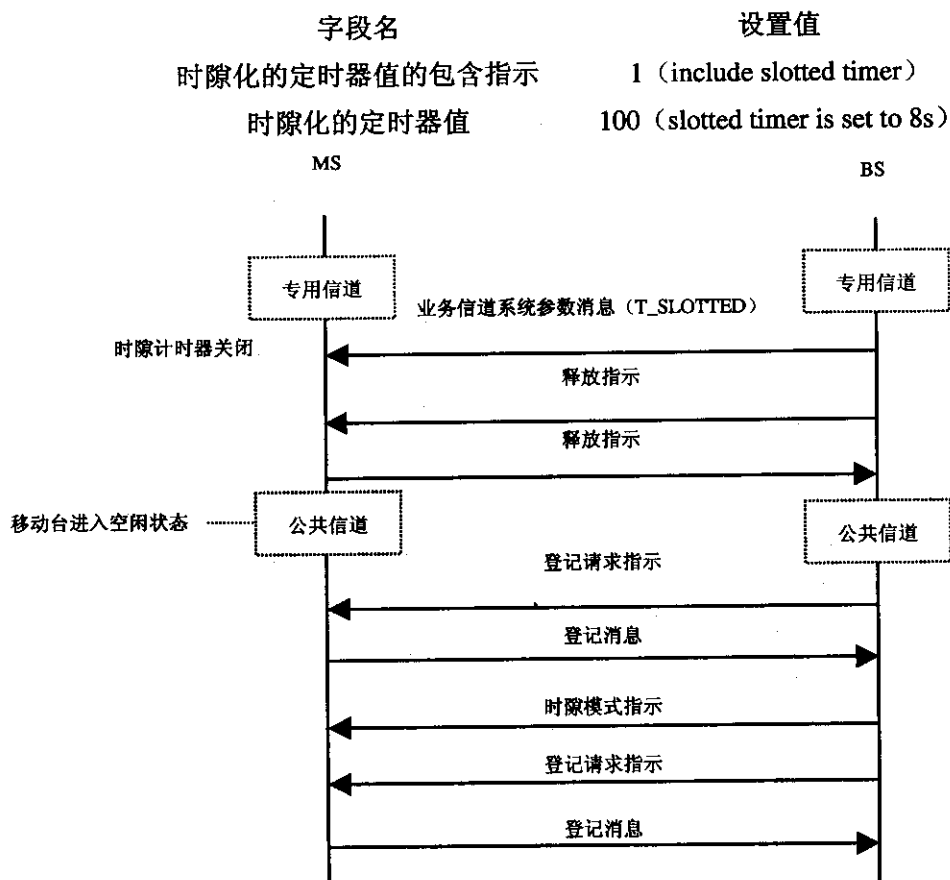 字段名 设置值
时隙化的定时器值的包含指示 1（include slotted timer）
时隙化的定时器值 100（slotted timer is set to 8s）
MS BS
专用信道 专用信道
业务信道系统参数消息（T_SLOTTED）
时隙计时器关闭
释放指示
释放指示
移动台进入空闲状态 公共信道 公共信道
登记请求指示
登记消息
时隙模式指示
登记请求指示
登记消息